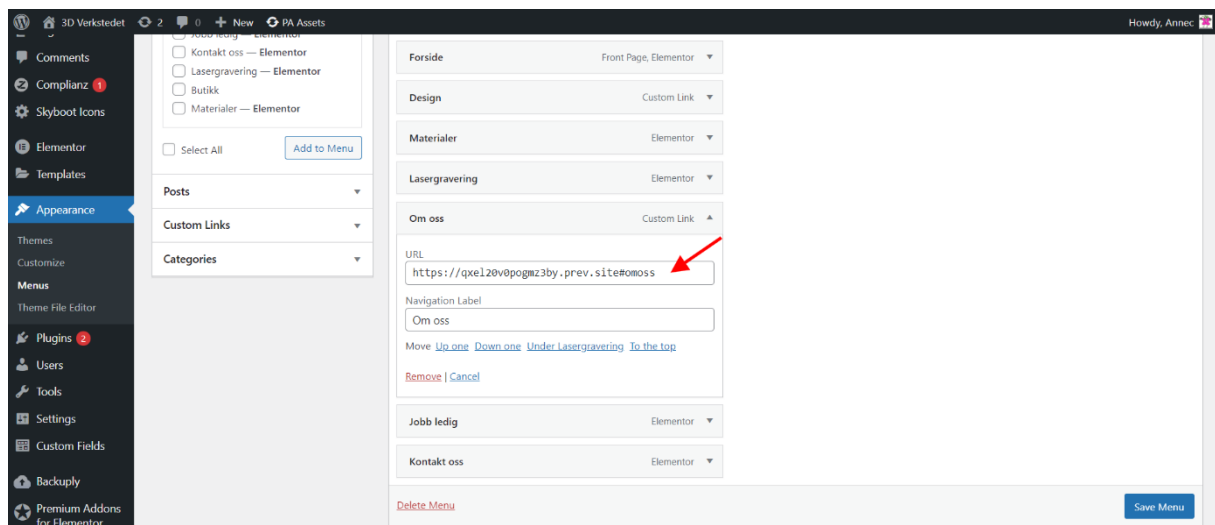 3D Verkstedet 2 0 New PA Assets Howdy, Annec
Comments
Complianz 1
Skyboot Icons
Elementor
Templates
Appearance
Themes
Customize
Menus
Theme File Editor
Plugins 2
Users
Tools
Settings
Custom Fields
Backuply
Premium Addons
for Elementor
Jobb ledig — Elementor
Kontakt oss — Elementor
Lasergravering — Elementor
Butikk
Materialer — Elementor
Select All Add to Menu
Posts
Custom Links
Categories
Forside Front Page, Elementor
Design Custom Link
Materialer Elementor
Lasergravering Elementor
Om oss Custom Link
URL
https://qxel20v0pogmz3by.prev.site#omoss
Navigation Label
Om oss
Move Up one Down one Under Lasergravering To the top
Remove | Cancel
Jobb ledig Elementor
Kontakt oss Elementor
Delete Menu Save Menu